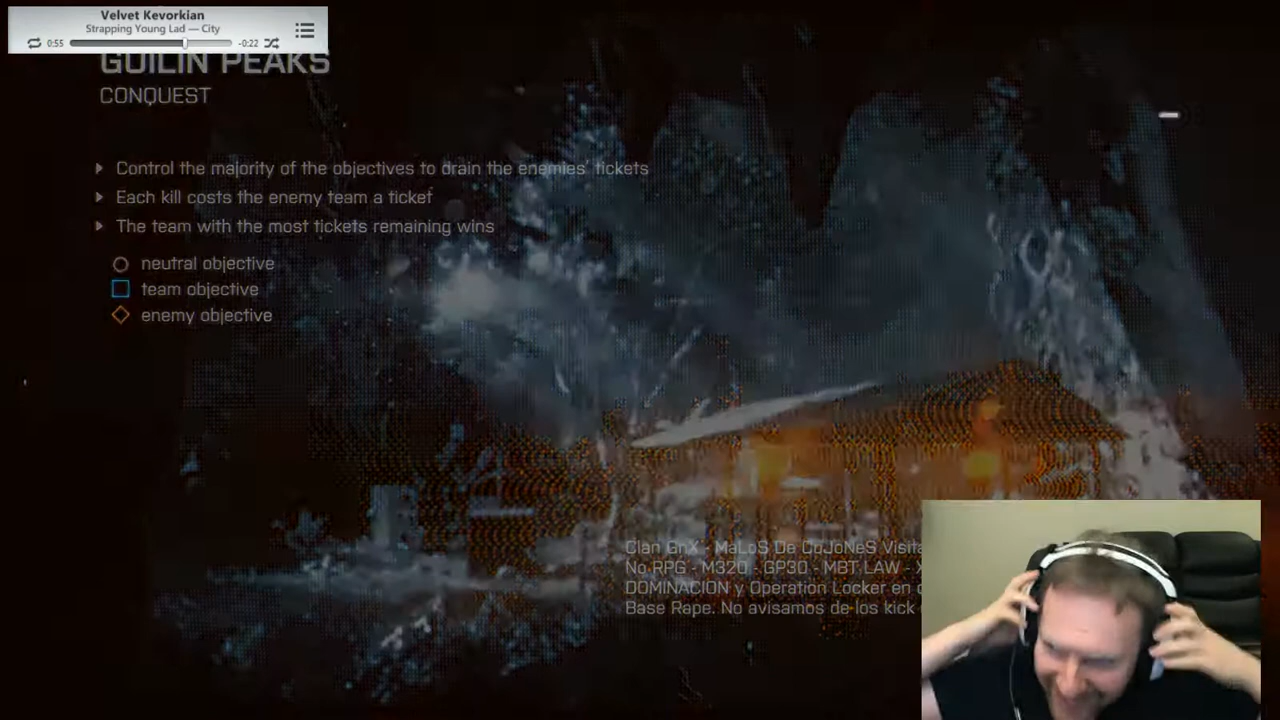 Velvet Kevorkian
Strapping Young Lad — City
0:55
-0:22
GUILIN PEAKS
CONQUEST
Control the majority of the objectives to drain the enemies' tickets
Each kill costs the enemy team a ticket
The team with the most tickets remaining wins
neutral objective
team objective
enemy objective
Clan GnX - MaLoS De CoJoNeS Visita
No RPG - M320 - GP30 - MBT LAW -
DOMINACION y Operation Locker en
Base Rape. No avisamos de los kick